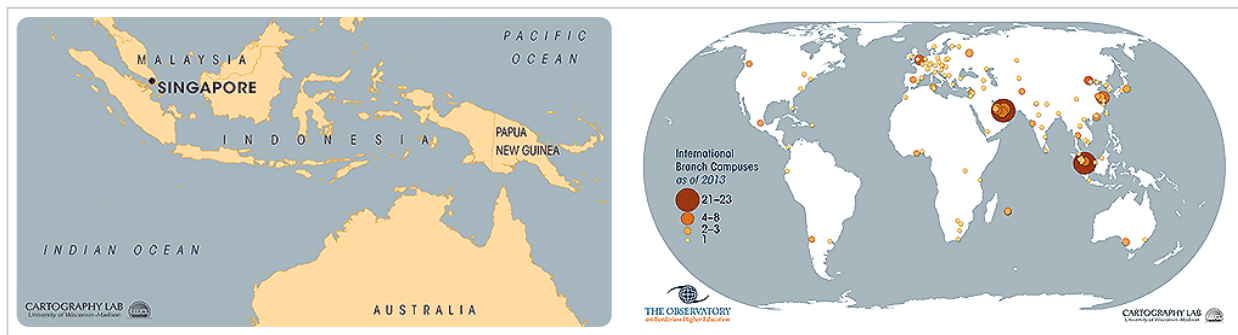 PACIFIC
OCEAN
MALAYSIA
SINGAPORE
INDONESIA
PAPUA
NEW GUINEA
INDIAN OCEAN
AUSTRALIA
CARTOGRAPHY LAB
University of Wisconsin-Madison
International
Branch Campuses
as of 2013
21–23
4–8
2–3
1
THE OBSERVATORY
on Borderless Higher Education
CARTOGRAPHY LAB
University of Wisconsin-Madison